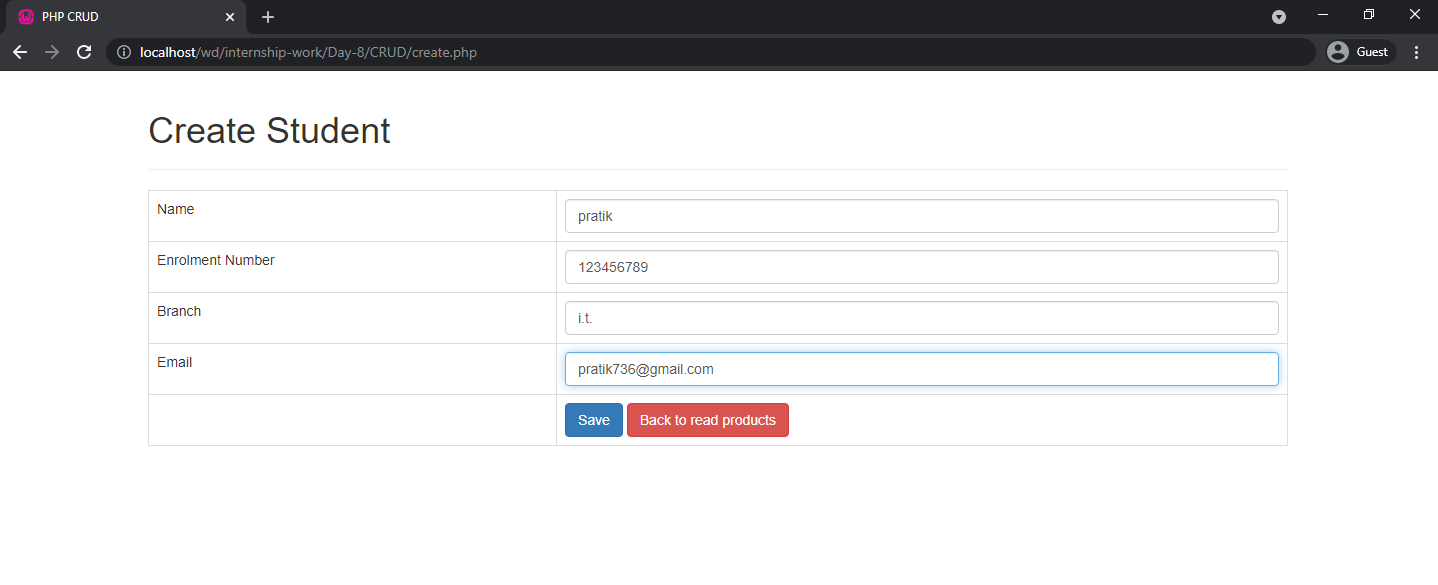 PHP CRUD
localhost/wd/internship-work/Day-8/CRUD/create.php
Guest
Create Student
Name pratik
Enrolment Number 123456789
Branch i.t.
Email pratik736@gmail.com
Save Back to read products